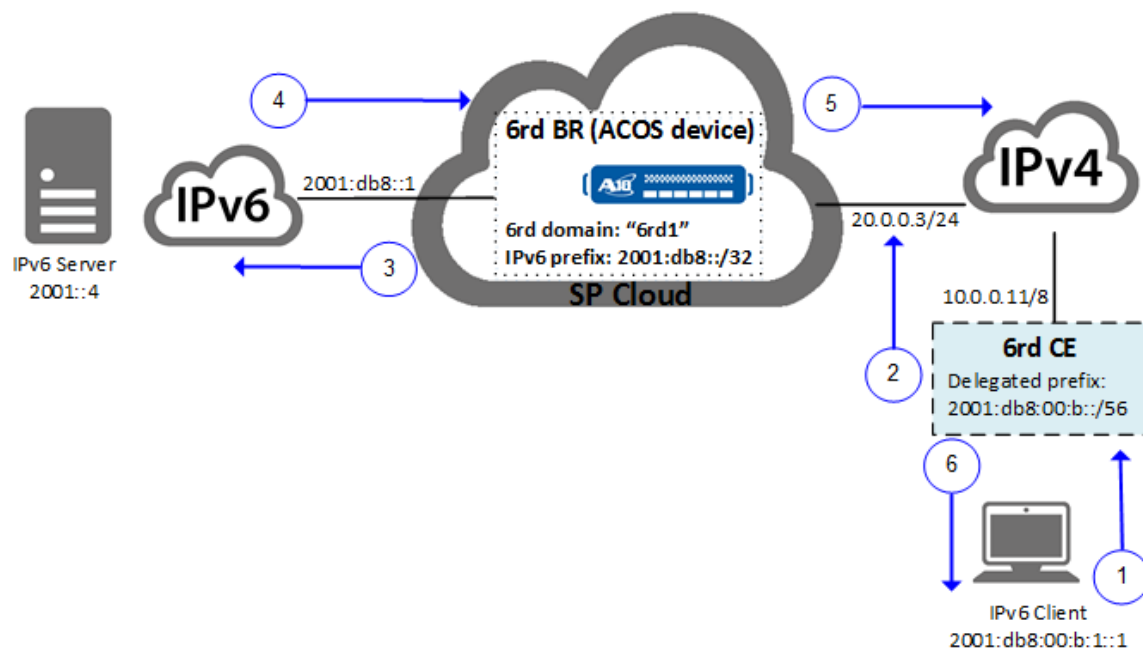 4
5
6rd BR (ACOS device)
A10
6rd domain: “6rd1”
IPv6 prefix: 2001:db8::/32
SP Cloud
IPv6
2001:db8::1
3
IPv6 Server
2001::4
IPv4
20.0.0.3/24
2
10.0.0.11/8
6rd CE
Delegated prefix:
2001:db8:00:b::/56
6
1
IPv6 Client
2001:db8:00:b:1::1